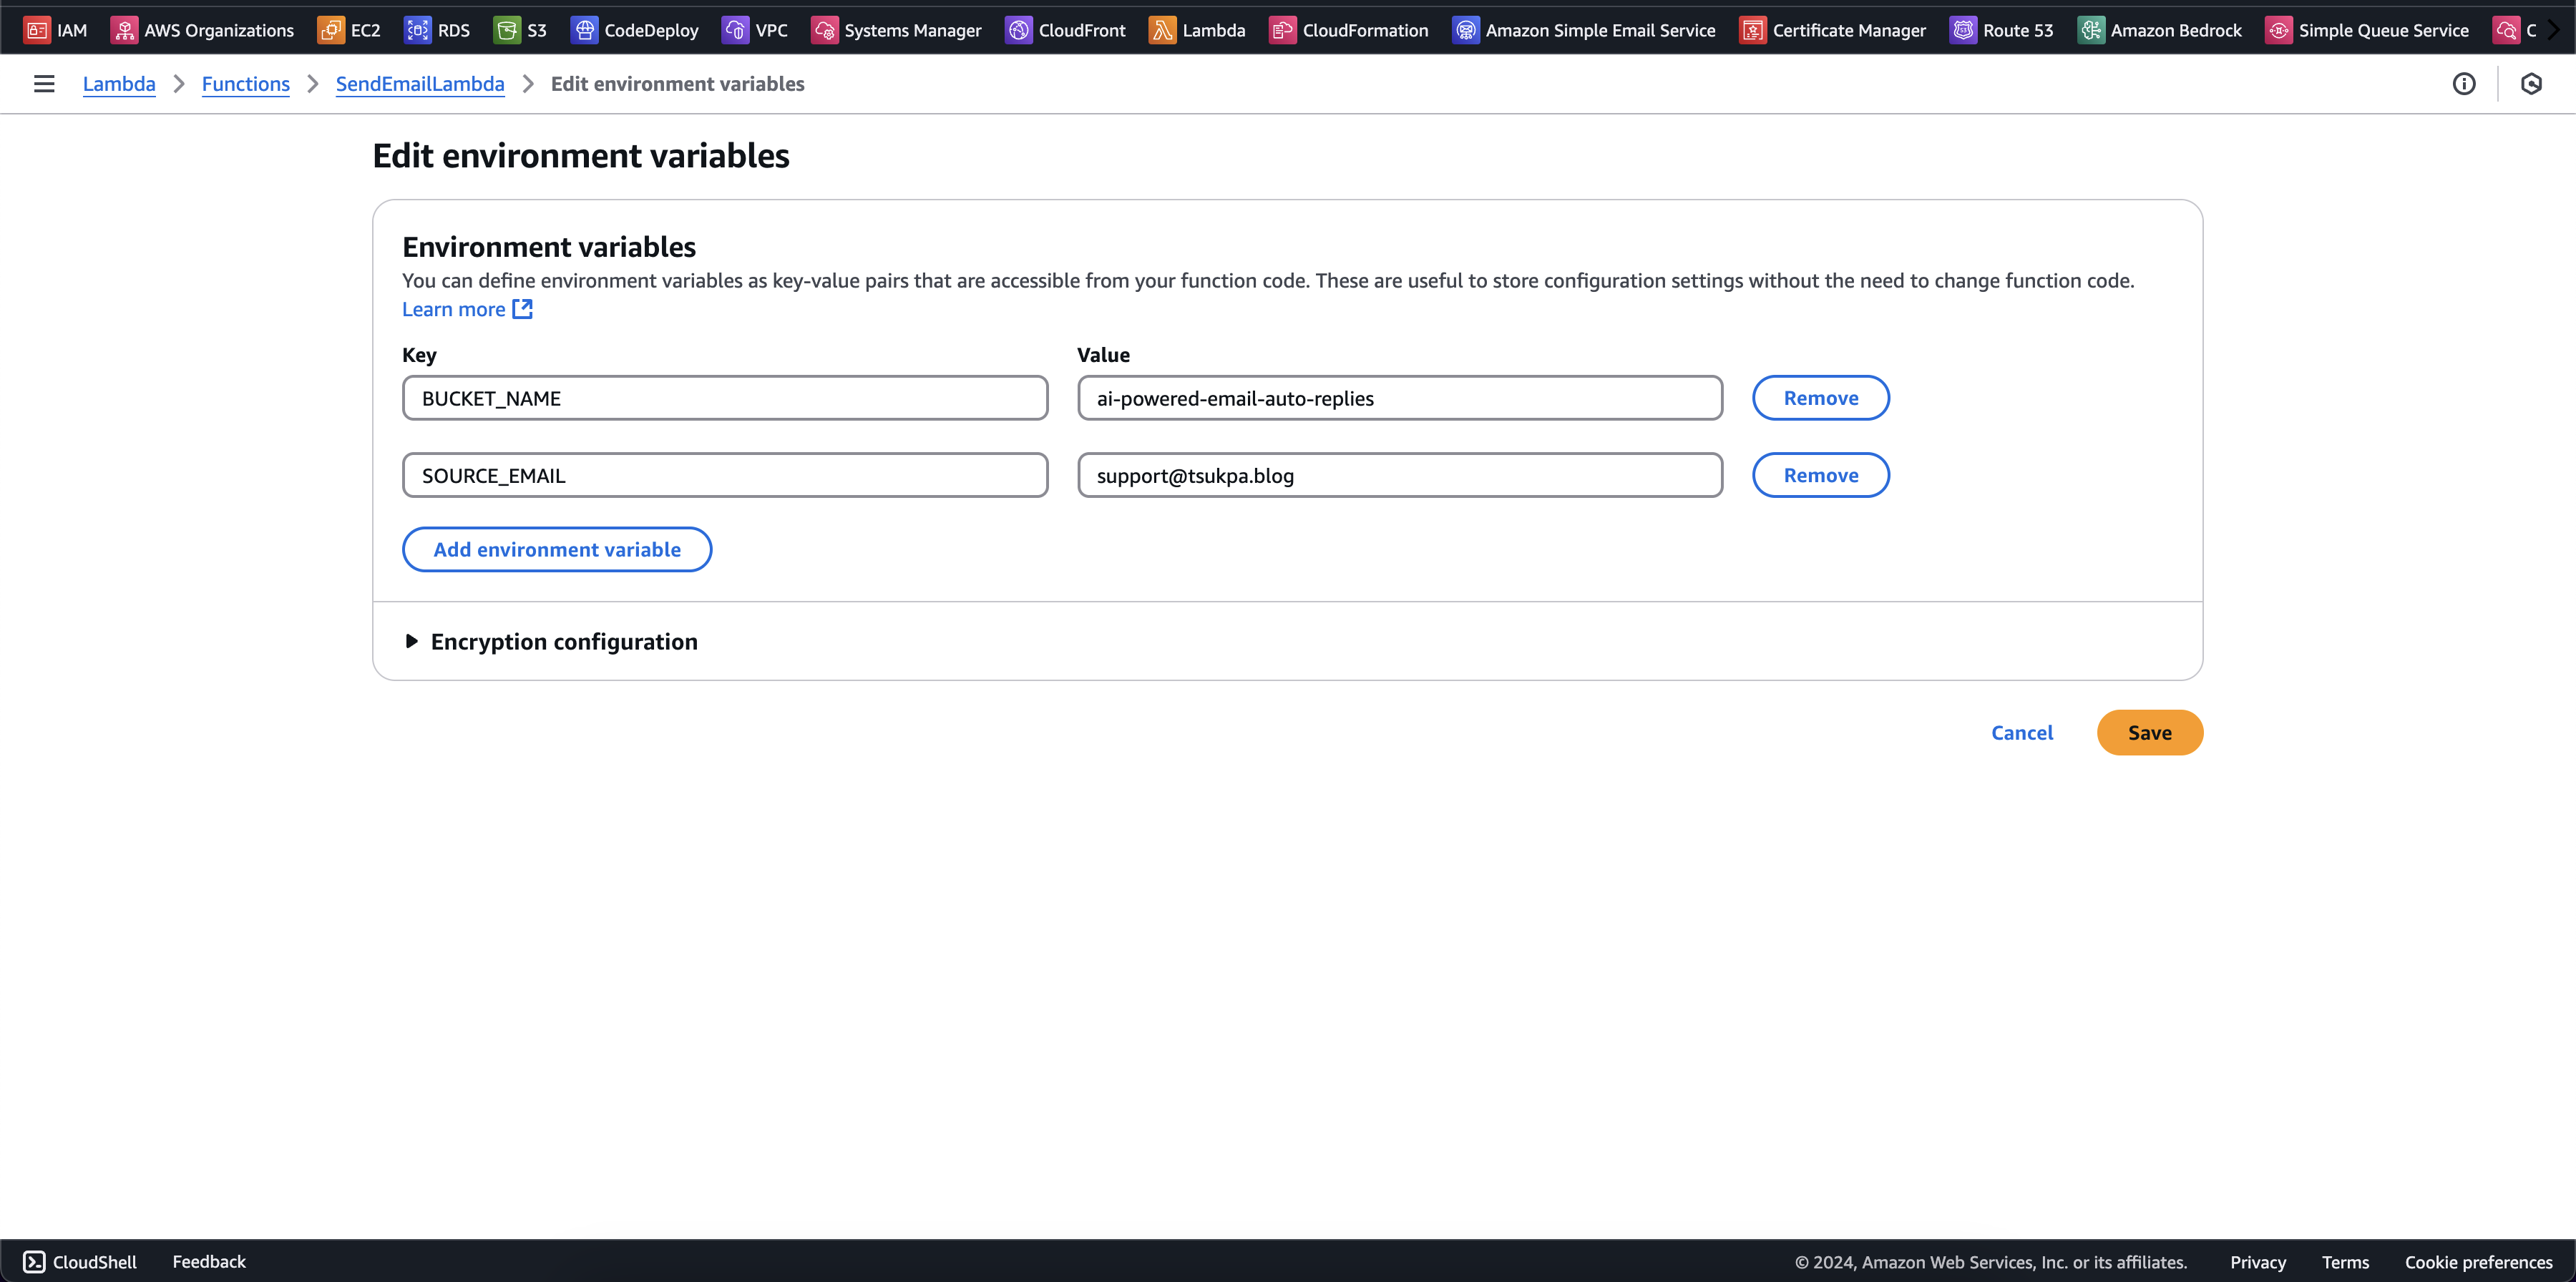 IAM AWS Organizations EC2 RDS S3 CodeDeploy VPC Systems Manager CloudFront Lambda CloudFormation Amazon Simple Email Service Certificate Manager Route 53 Amazon Bedrock Simple Queue Service C
Lambda Functions SendEmailLambda Edit environment variables
Edit environment variables
Environment variables
You can define environment variables as key-value pairs that are accessible from your function code. These are useful to store configuration settings without the need to change function code.
Learn more
Key Value
BUCKET_NAME ai-powered-email-auto-replies Remove
SOURCE_EMAIL support@tsukpa.blog Remove
Add environment variable
Encryption configuration
Cancel Save
CloudShell Feedback © 2024, Amazon Web Services, Inc. or its affiliates. Privacy Terms Cookie preferences